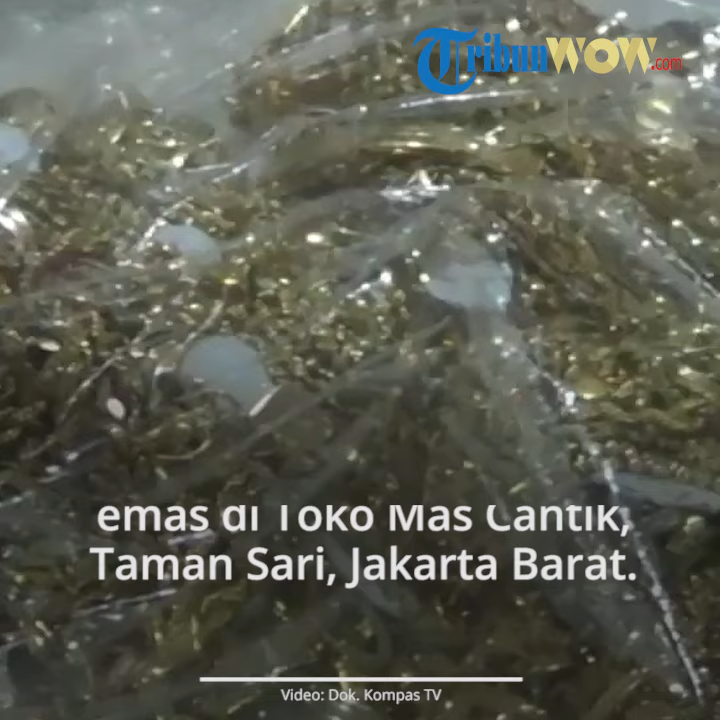 TribunWOW.com
emas di Toko Mas Cantik,
Taman Sari, Jakarta Barat.
Video: Dok. Kompas TV